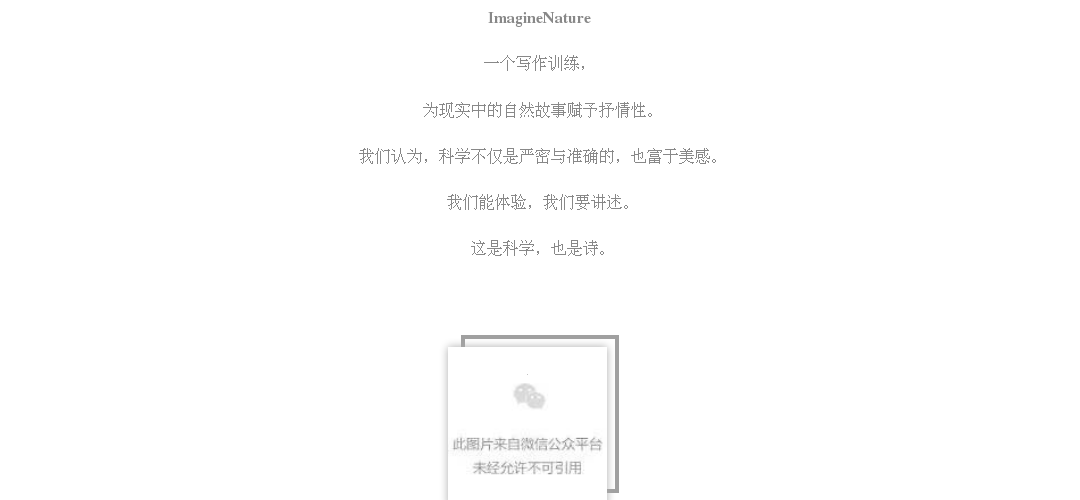 ImagineNature
一个写作训练，
为现实中的自然故事赋予抒情性。
我们认为，科学不仅是严密与准确的，也富于美感。
我们能体验，我们要讲述。
这是科学，也是诗。
此图片来自微信公众平台
未经允许不可引用